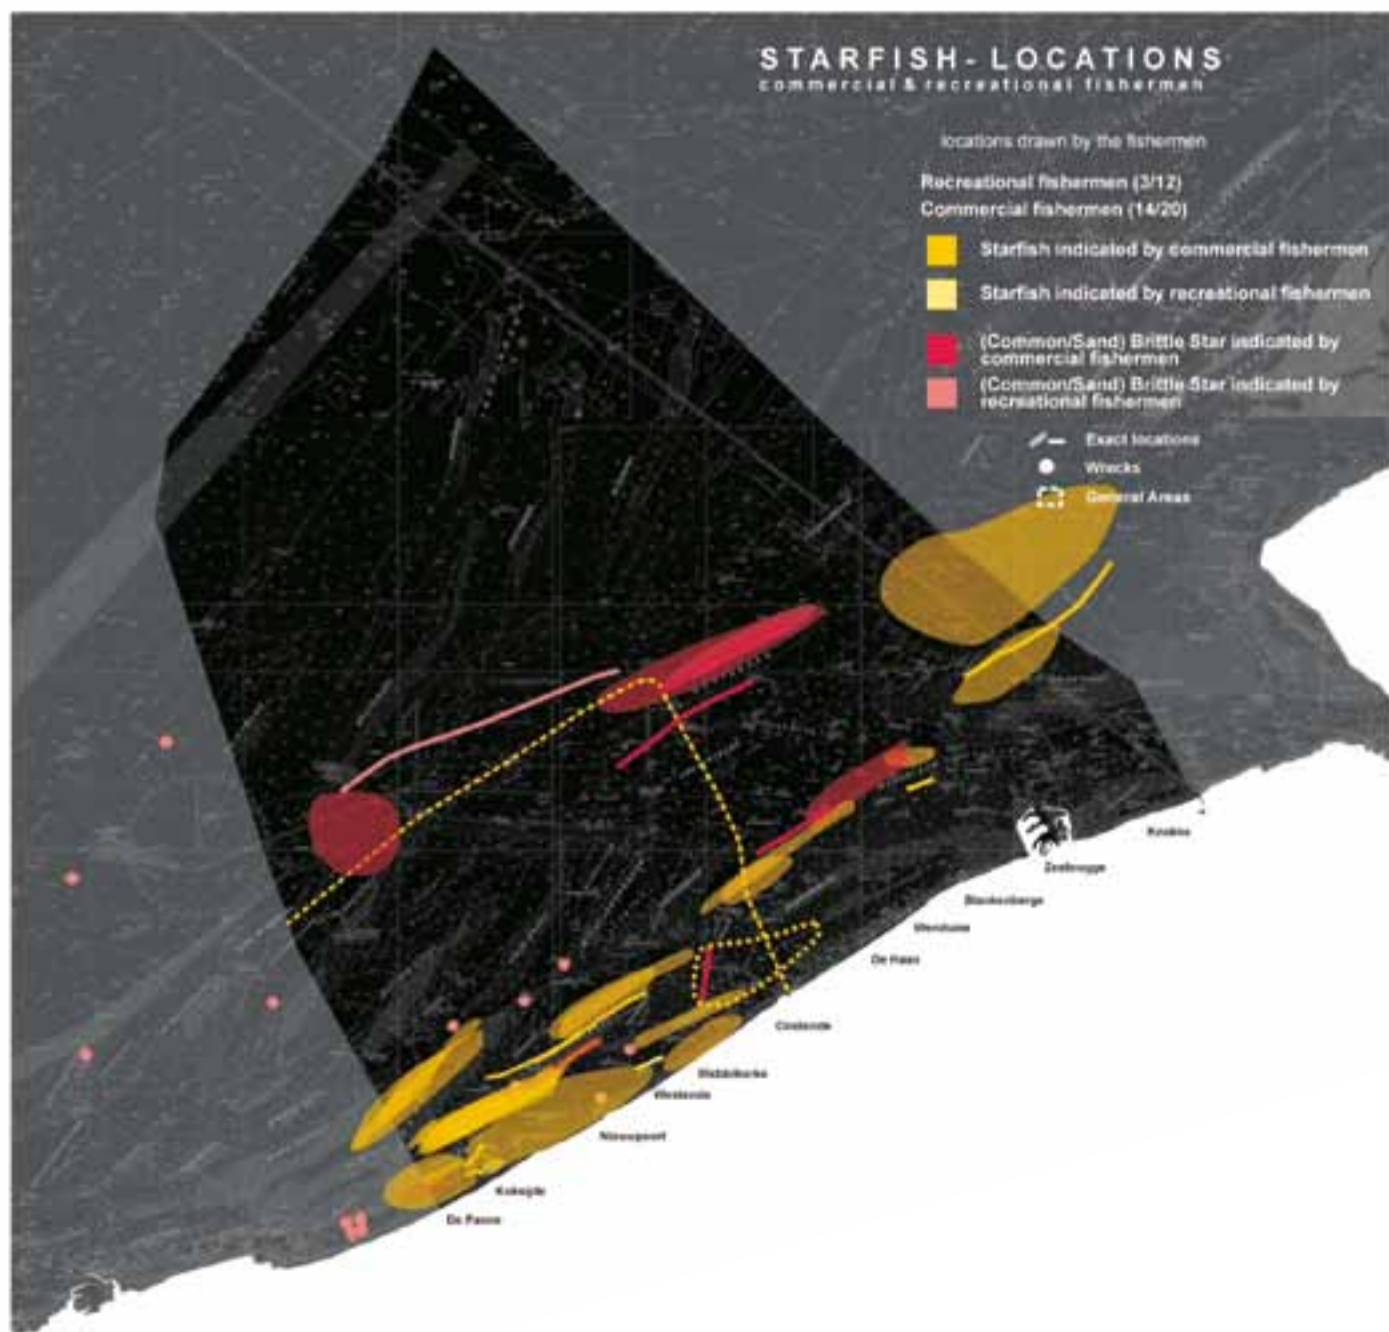 STARFISH-LOCATIONS
commercial & recreational fishermen
locations drawn by the fishermen
Recreational fishermen (3/12)
Commercial fishermen (14/20)
Starfish indicated by commercial fishermen
Starfish indicated by recreational fishermen
(Common/Sand) Brittle Star indicated by
commercial fishermen
(Common/Sand) Brittle Star indicated by
recreational fishermen
Exact locations
Wrecks
General Areas
Knokke
Zeebrugge
Blankenberge
Wenduine
De Haan
Oostende
Middelkerke
Westende
Nieuwpoort
Koksijde
De Panne